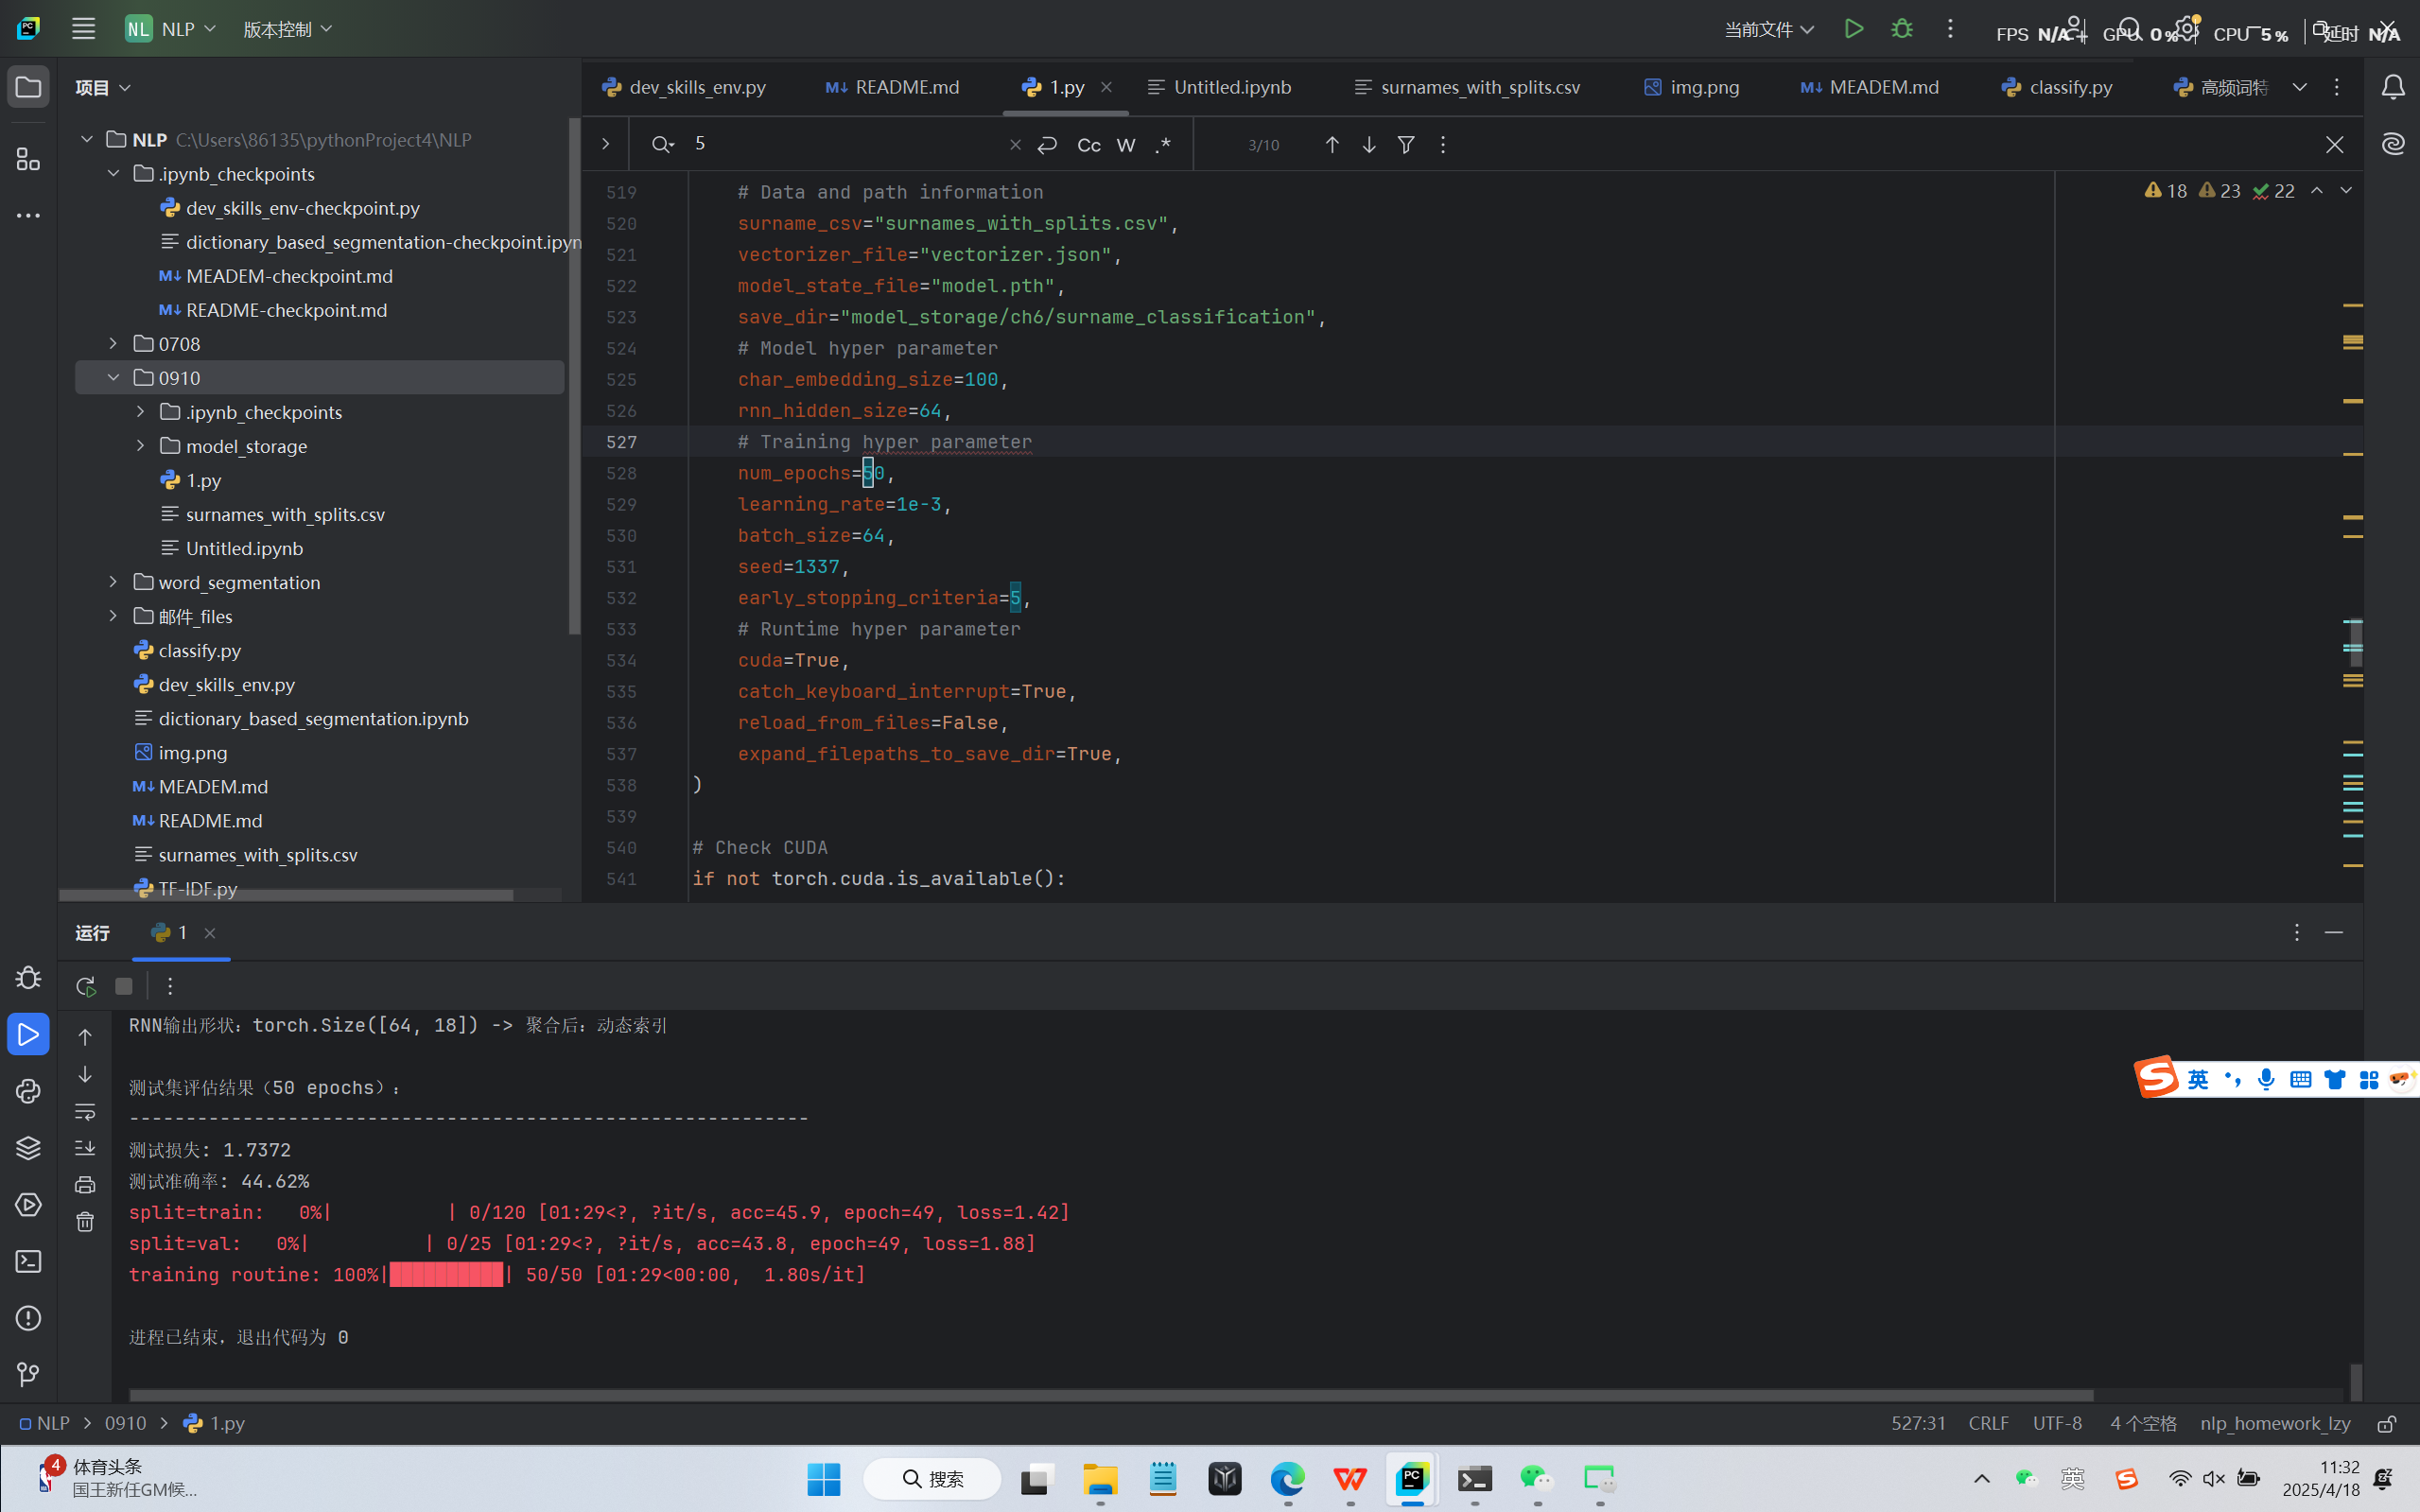 NL NLP
版本控制
当前文件
FPS N/A GPU 0% CPU 5% 延时 N/A
项目
dev_skills_env.py
README.md
1.py
Untitled.ipynb
surnames_with_splits.csv
img.png
MEADEM.md
classify.py
高频词特
NLP C:\Users\86135\pythonProject4\NLP
.ipynb_checkpoints
dev_skills_env-checkpoint.py
dictionary_based_segmentation-checkpoint.ipyn
MEADEM-checkpoint.md
README-checkpoint.md
0708
0910
.ipynb_checkpoints
model_storage
1.py
surnames_with_splits.csv
Untitled.ipynb
word_segmentation
邮件_files
classify.py
dev_skills_env.py
dictionary_based_segmentation.ipynb
img.png
MEADEM.md
README.md
surnames_with_splits.csv
TF-IDF.py
5
Cc W .*
3/10
18 23 22
519 # Data and path information
520 surname_csv="surnames_with_splits.csv",
521 vectorizer_file="vectorizer.json",
522 model_state_file="model.pth",
523 save_dir="model_storage/ch6/surname_classification",
524 # Model hyper parameter
525 char_embedding_size=100,
526 rnn_hidden_size=64,
527 # Training hyper parameter
528 num_epochs=50,
529 learning_rate=1e-3,
530 batch_size=64,
531 seed=1337,
532 early_stopping_criteria=5,
533 # Runtime hyper parameter
534 cuda=True,
535 catch_keyboard_interrupt=True,
536 reload_from_files=False,
537 expand_filepaths_to_save_dir=True,
538 )
539
540 # Check CUDA
541 if not torch.cuda.is_available():
运行
1
RNN输出形状: torch.Size([64, 18]) -> 聚合后: 动态索引
测试集评估结果（50 epochs）:
------------------------------------------------------------
测试损失: 1.7372
测试准确率: 44.62%
split=train:   0%|          | 0/120 [01:29<?, ?it/s, acc=45.9, epoch=49, loss=1.42]
split=val:   0%|          | 0/25 [01:29<?, ?it/s, acc=43.8, epoch=49, loss=1.88]
training routine: 100%|██████████| 50/50 [01:29<00:00,  1.80s/it]
进程已结束，退出代码为 0
英
NLP > 0910 > 1.py
527:31 CRLF UTF-8 4 个空格 nlp_homework_lzy
4 体育头条
国王新任GM候...
搜索
英
11:32
2025/4/18